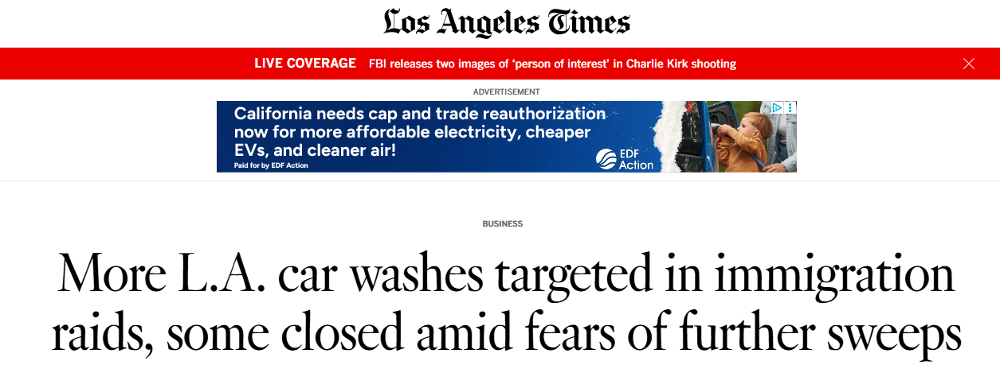 Los Angeles Times
LIVE COVERAGE FBI releases two images of ‘person of interest’ in Charlie Kirk shooting
ADVERTISEMENT
California needs cap and trade reauthorization
now for more affordable electricity, cheaper
EVs, and cleaner air!
Paid for by EDF Action
EDF
Action
BUSINESS
More L.A. car washes targeted in immigration
raids, some closed amid fears of further sweeps